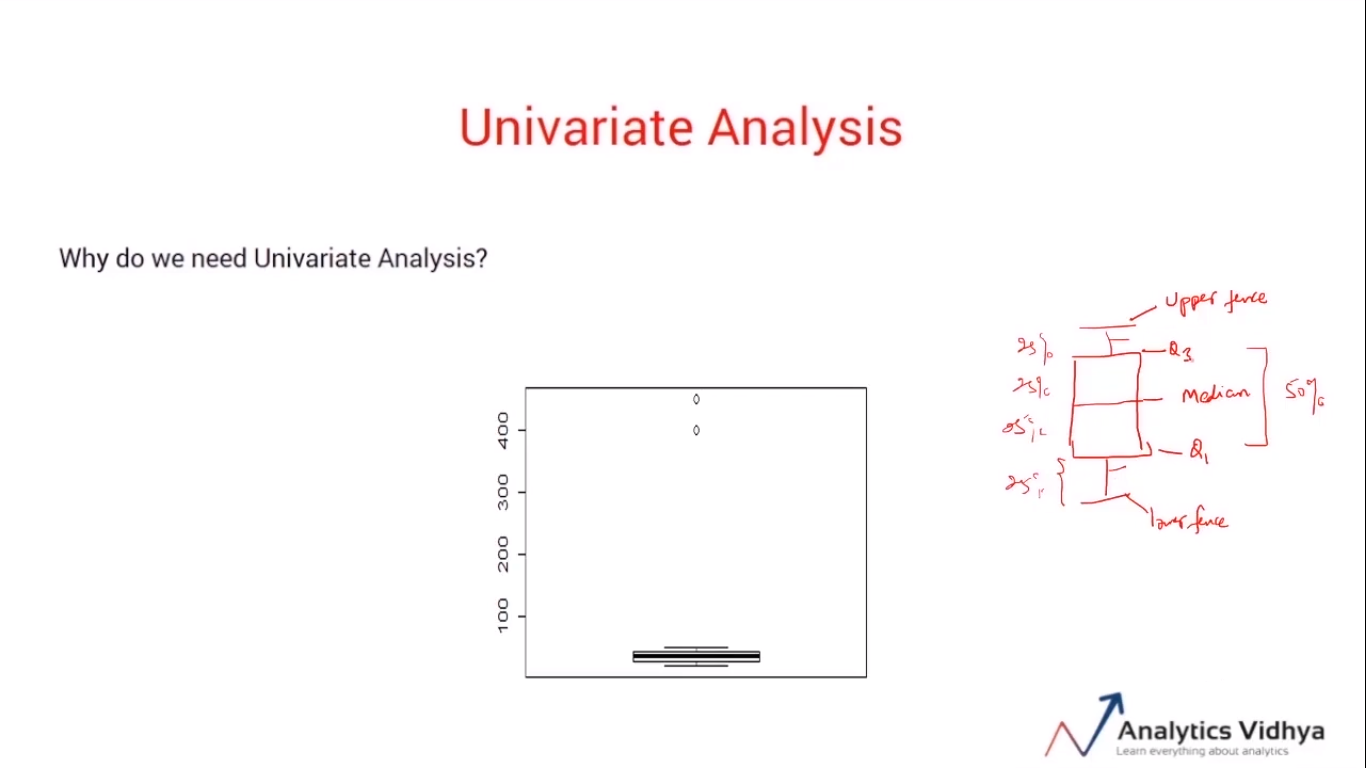 Univariate Analysis
Why do we need Univariate Analysis?
400
300
200
100
Upper fence
25%
Q3
25%
Median
50%
25%
Q1
25%
lower fence
Analytics Vidhya
Learn everything about analytics